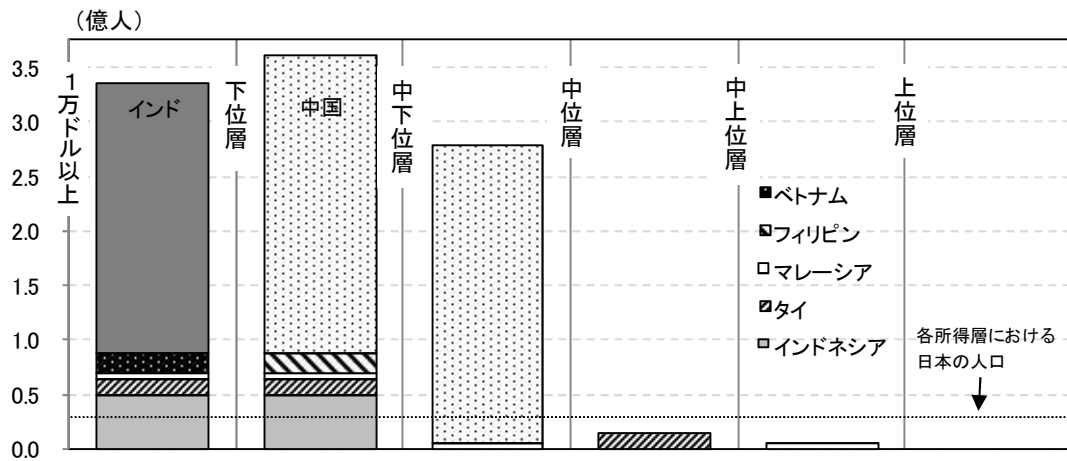 (億人)
3.5
3.0
2.5
2.0
1.5
1.0
0.5
0.0
1万ドル以上
下位層
中下位層
中位層
中上位層
上位層
インド
中国
ベトナム
フィリピン
マレーシア
タイ
インドネシア
各所得層における
日本の人口